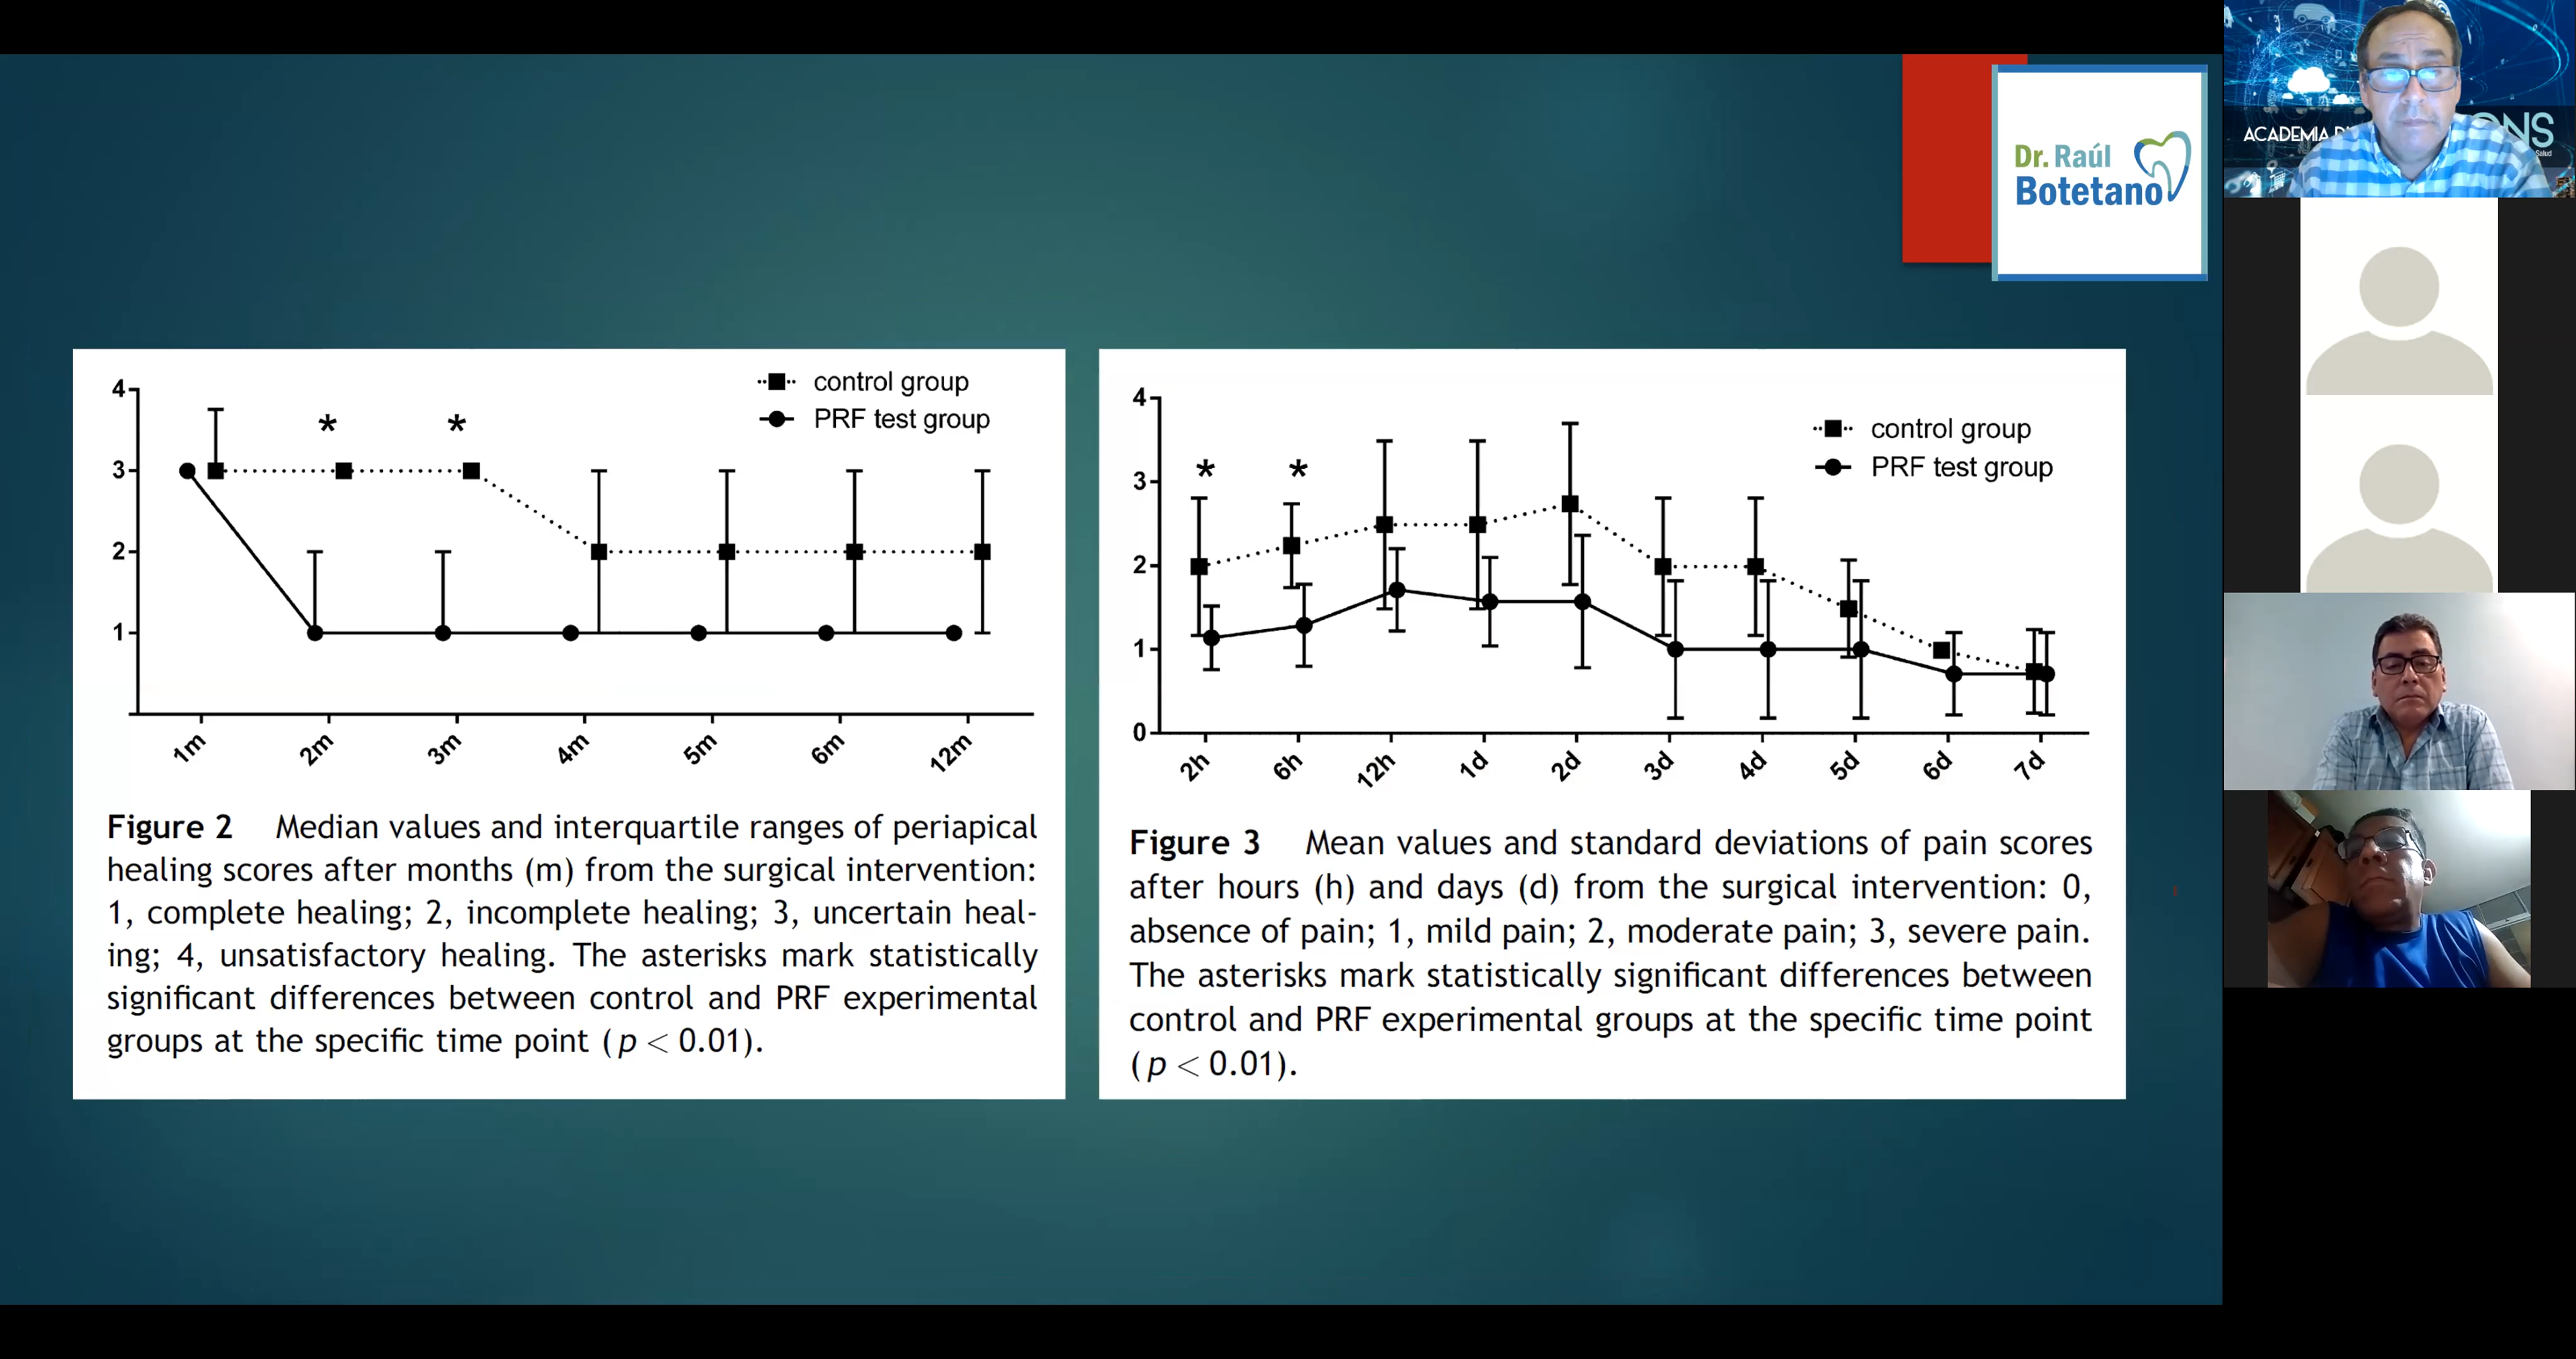 Dr. Raúl
Botetano
4
3
2
1
control group
PRF test group
*
*
1m
2m
3m
4m
5m
6m
12m
Figure 2 Median values and interquartile ranges of periapical
healing scores after months (m) from the surgical intervention:
1, complete healing; 2, incomplete healing; 3, uncertain heal-
ing; 4, unsatisfactory healing. The asterisks mark statistically
significant differences between control and PRF experimental
groups at the specific time point (p < 0.01).
4
3
2
1
0
control group
PRF test group
*
*
2h
6h
12h
1d
2d
3d
4d
5d
6d
7d
Figure 3 Mean values and standard deviations of pain scores
after hours (h) and days (d) from the surgical intervention: 0,
absence of pain; 1, mild pain; 2, moderate pain; 3, severe pain.
The asterisks mark statistically significant differences between
control and PRF experimental groups at the specific time point
(p < 0.01).
ACADEMIA
Salud